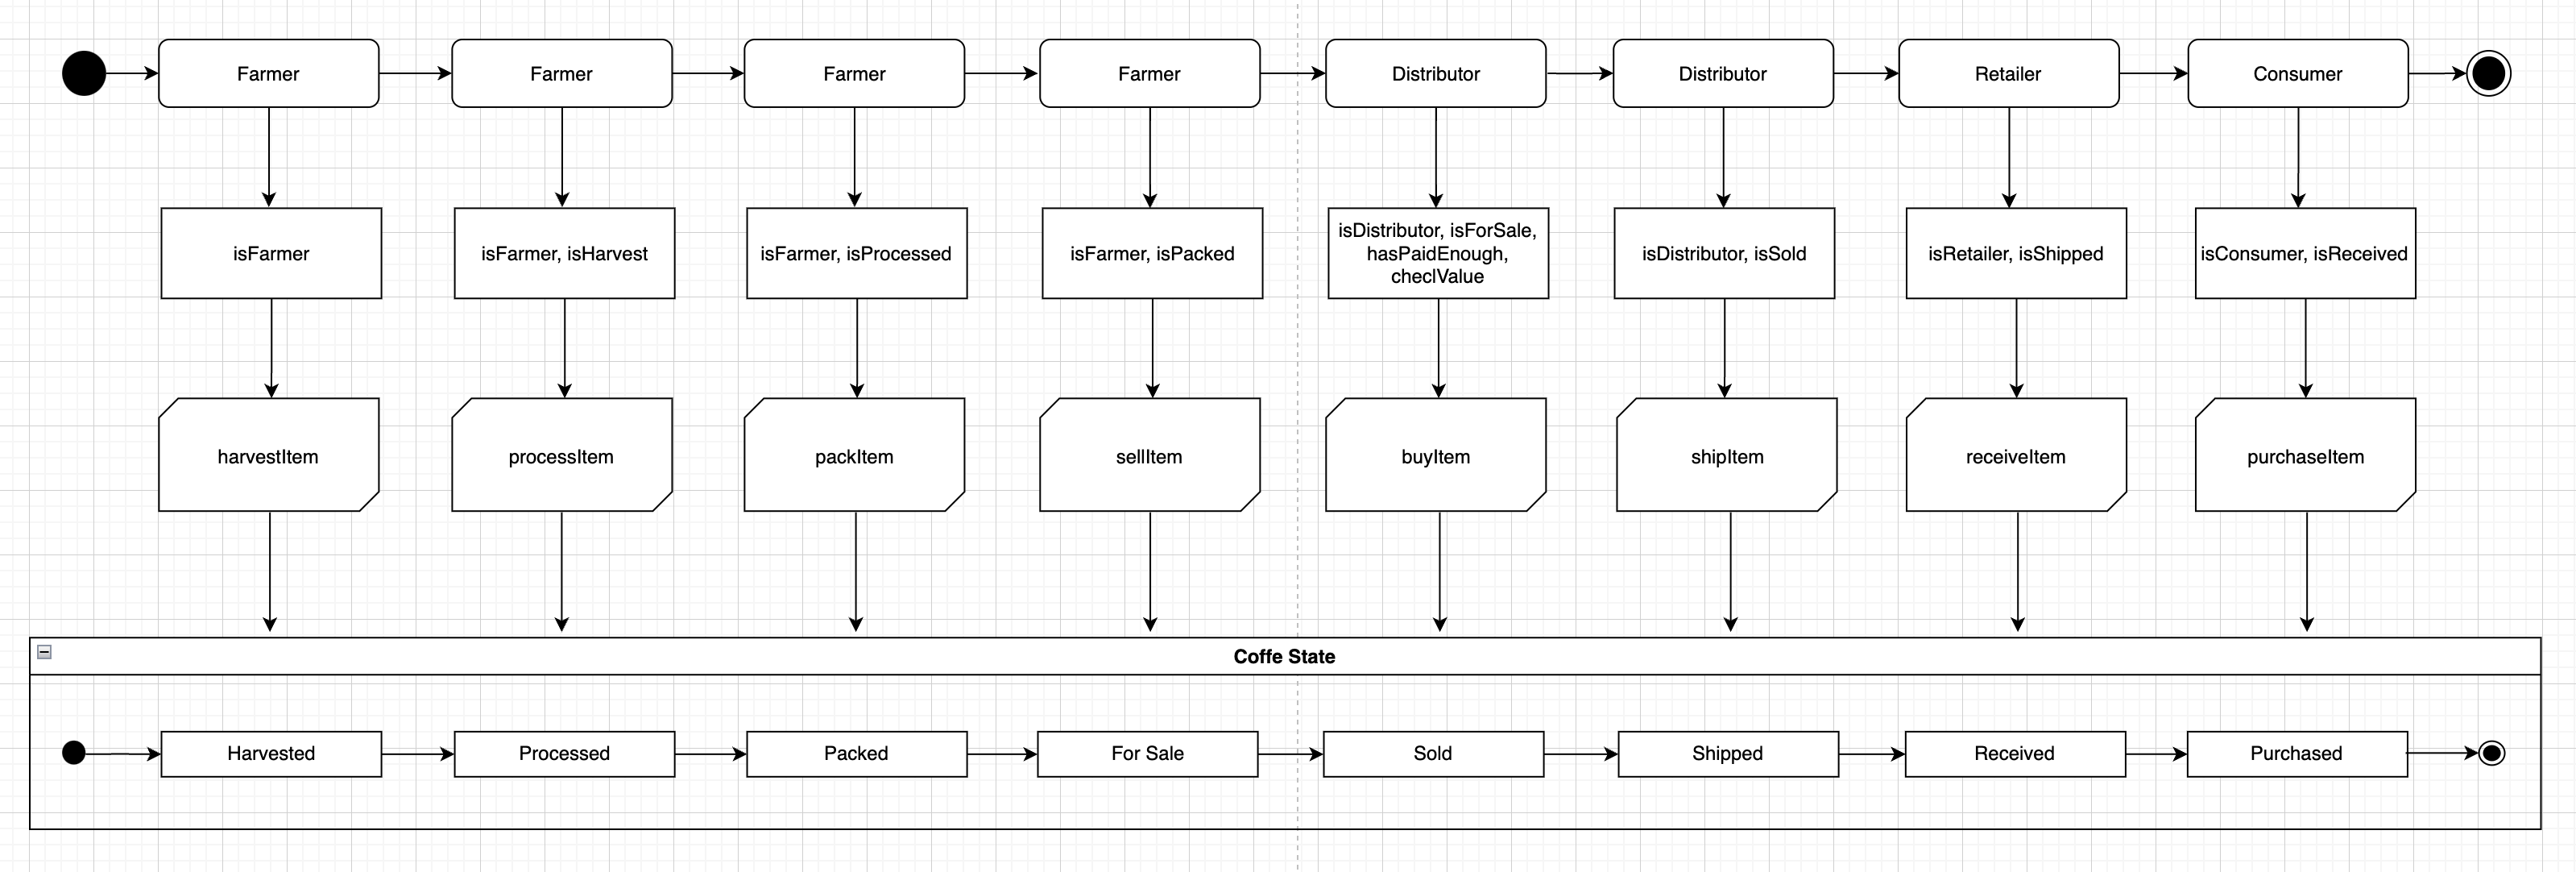 Farmer
Farmer
Farmer
Farmer
Distributor
Distributor
Retailer
Consumer
isFarmer
isFarmer, isHarvest
isFarmer, isProcessed
isFarmer, isPacked
isDistributor, isForSale,
hasPaidEnough,
checlValue
isDistributor, isSold
isRetailer, isShipped
isConsumer, isReceived
harvestItem
processItem
packItem
sellItem
buyItem
shipItem
receiveItem
purchaseItem
Coffe State
Harvested
Processed
Packed
For Sale
Sold
Shipped
Received
Purchased